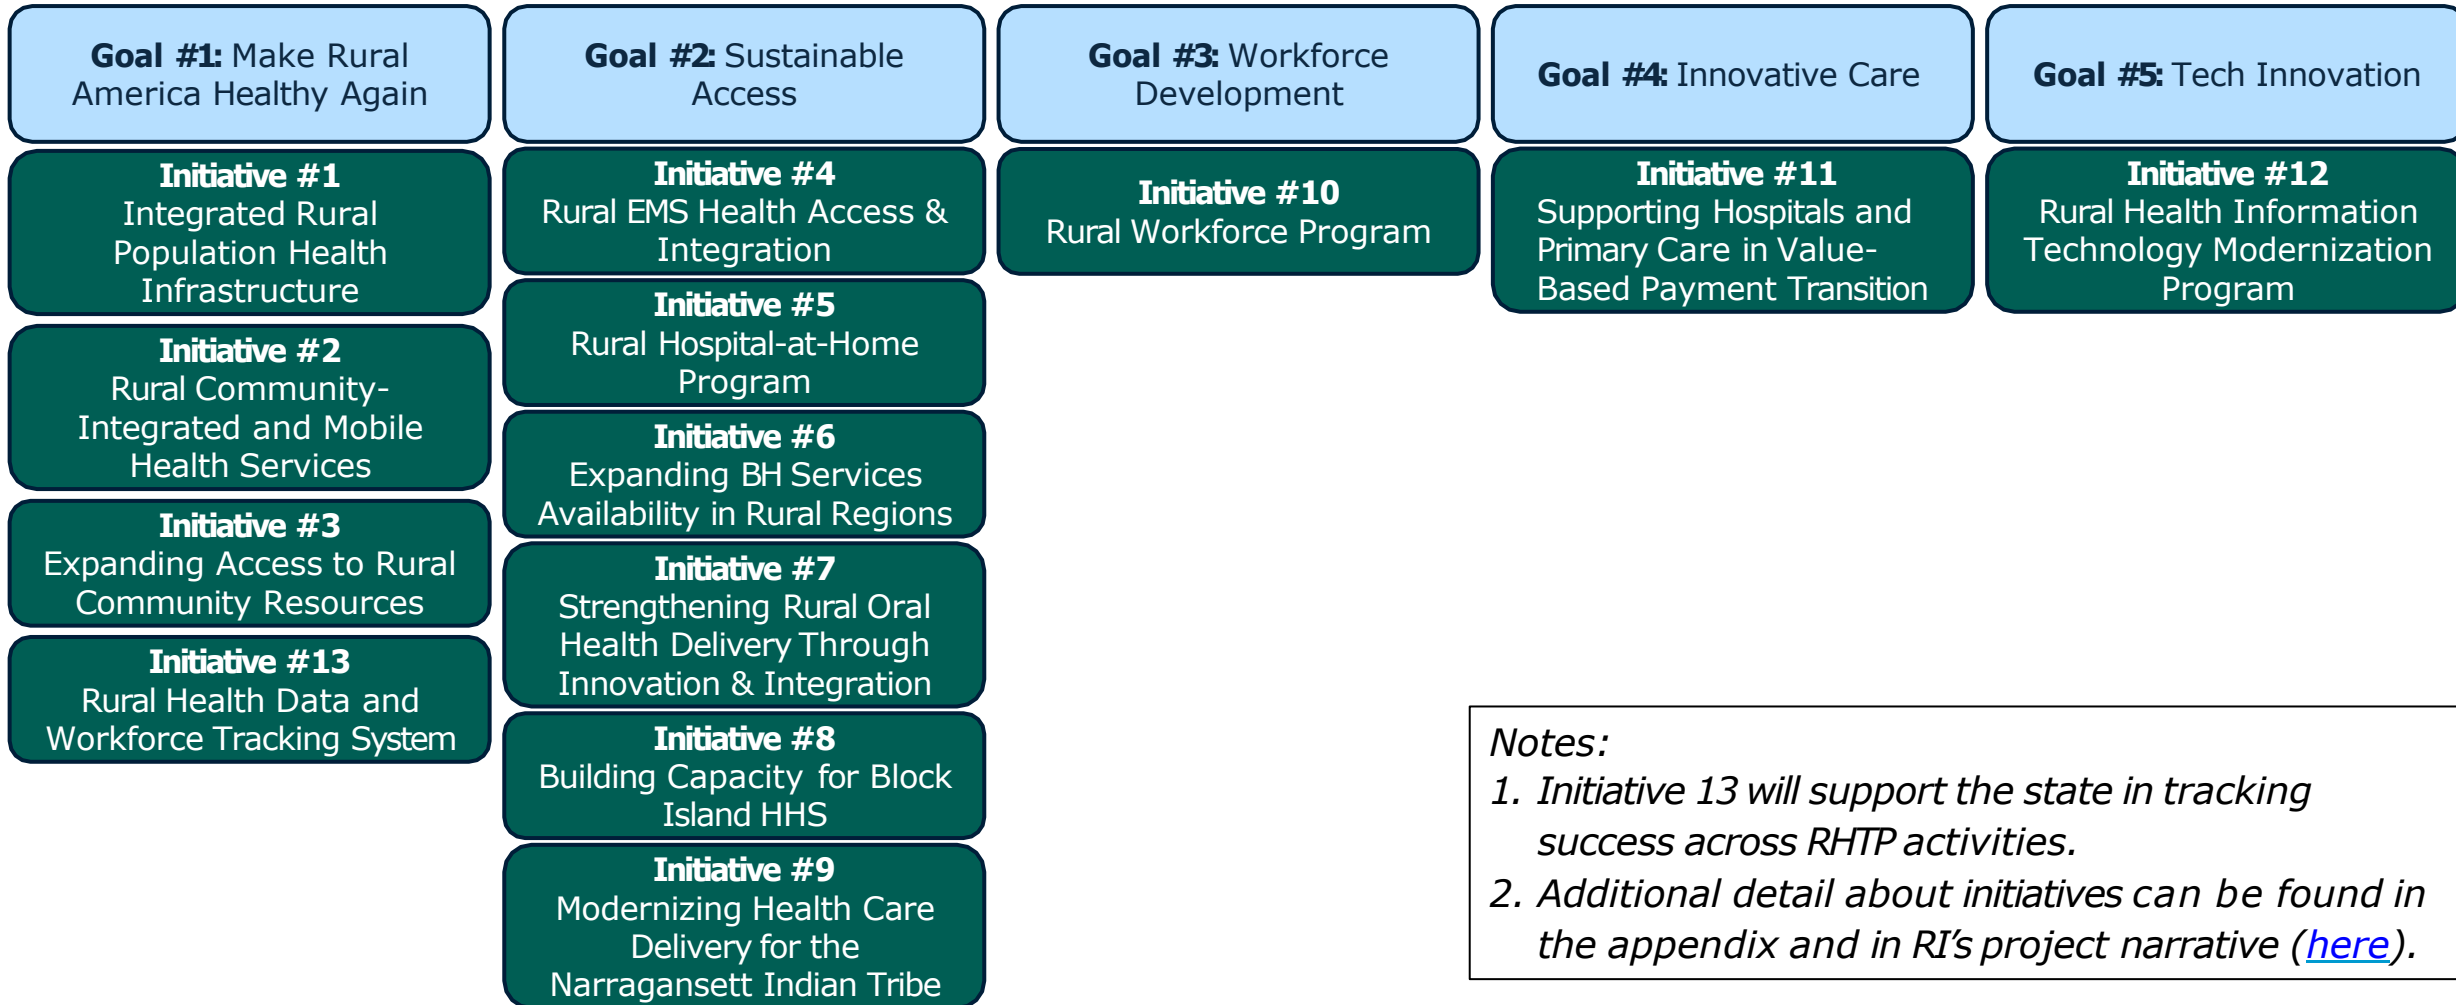 Goal #1: Make Rural
America Healthy Again
Initiative #1
Integrated Rural
Population Health
Infrastructure
Initiative #2
Rural Community-
Integrated and Mobile
Health Services
Initiative #3
Expanding Access to Rural
Community Resources
Initiative #13
Rural Health Data and
Workforce Tracking System
Goal #2: Sustainable
Access
Initiative #4
Rural EMS Health Access &
Integration
Initiative #5
Rural Hospital-at-Home
Program
Initiative #6
Expanding BH Services
Availability in Rural Regions
Initiative #7
Strengthening Rural Oral
Health Delivery Through
Innovation & Integration
Initiative #8
Building Capacity for Block
Island HHS
Initiative #9
Modernizing Health Care
Delivery for the
Narragansett Indian Tribe
Goal #3: Workforce
Development
Initiative #10
Rural Workforce Program
Goal #4: Innovative Care
Initiative #11
Supporting Hospitals and
Primary Care in Value-
Based Payment Transition
Goal #5: Tech Innovation
Initiative #12
Rural Health Information
Technology Modernization
Program
Notes:
1. Initiative 13 will support the state in tracking
success across RHTP activities.
2. Additional detail about initiatives can be found in
the appendix and in RI's project narrative (here).